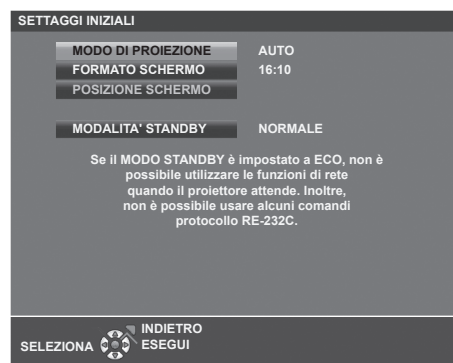 SETTAGGI INIZIALI
MODO DI PROIEZIONE AUTO
FORMATO SCHERMO 16:10
POSIZIONE SCHERMO
MODALITA' STANDBY NORMALE
Se il MODO STANDBY è impostato a ECO, non è
possibile utilizzare le funzioni di rete
quando il proiettore attende. Inoltre,
non è possibile usare alcuni comandi
protocollo RE-232C.
INDIETRO
SELEZIONA ESEGUI